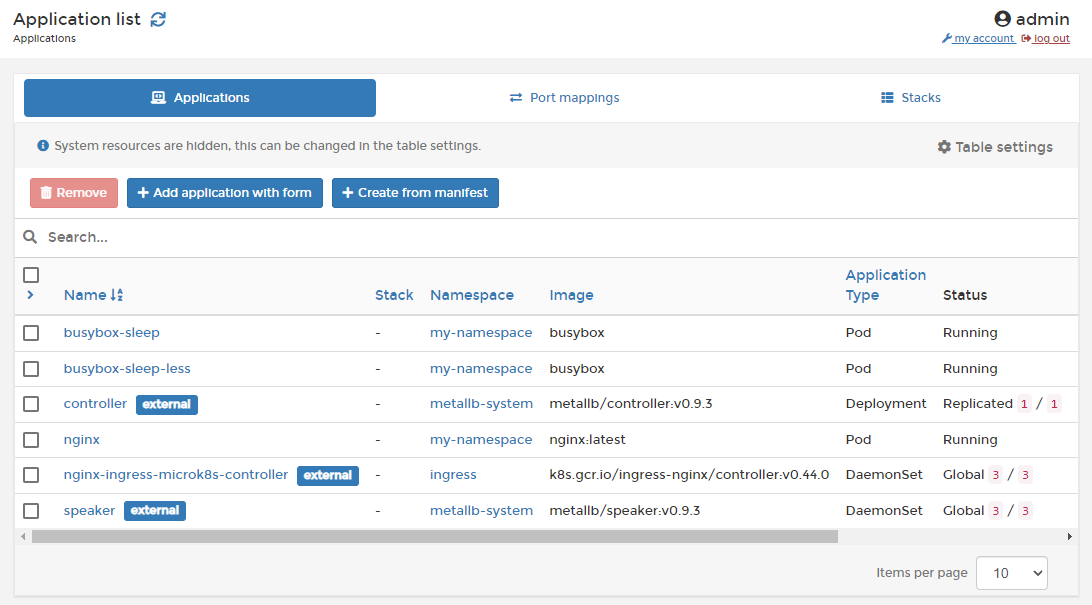 Application list
admin
Applications
my account log out
Applications Port mappings Stacks
System resources are hidden, this can be changed in the table settings. Table settings
Remove Add application with form Create from manifest
Search...
Name Stack Namespace Image Application Type Status
busybox-sleep - my-namespace busybox Pod Running
busybox-sleep-less - my-namespace busybox Pod Running
controller external - metallb-system metallb/controller:v0.9.3 Deployment Replicated 1 / 1
nginx - my-namespace nginx:latest Pod Running
nginx-ingress-microk8s-controller external - ingress k8s.gcr.io/ingress-nginx/controller:v0.44.0 DaemonSet Global 3 / 3
speaker external - metallb-system metallb/speaker:v0.9.3 DaemonSet Global 3 / 3
Items per page 10